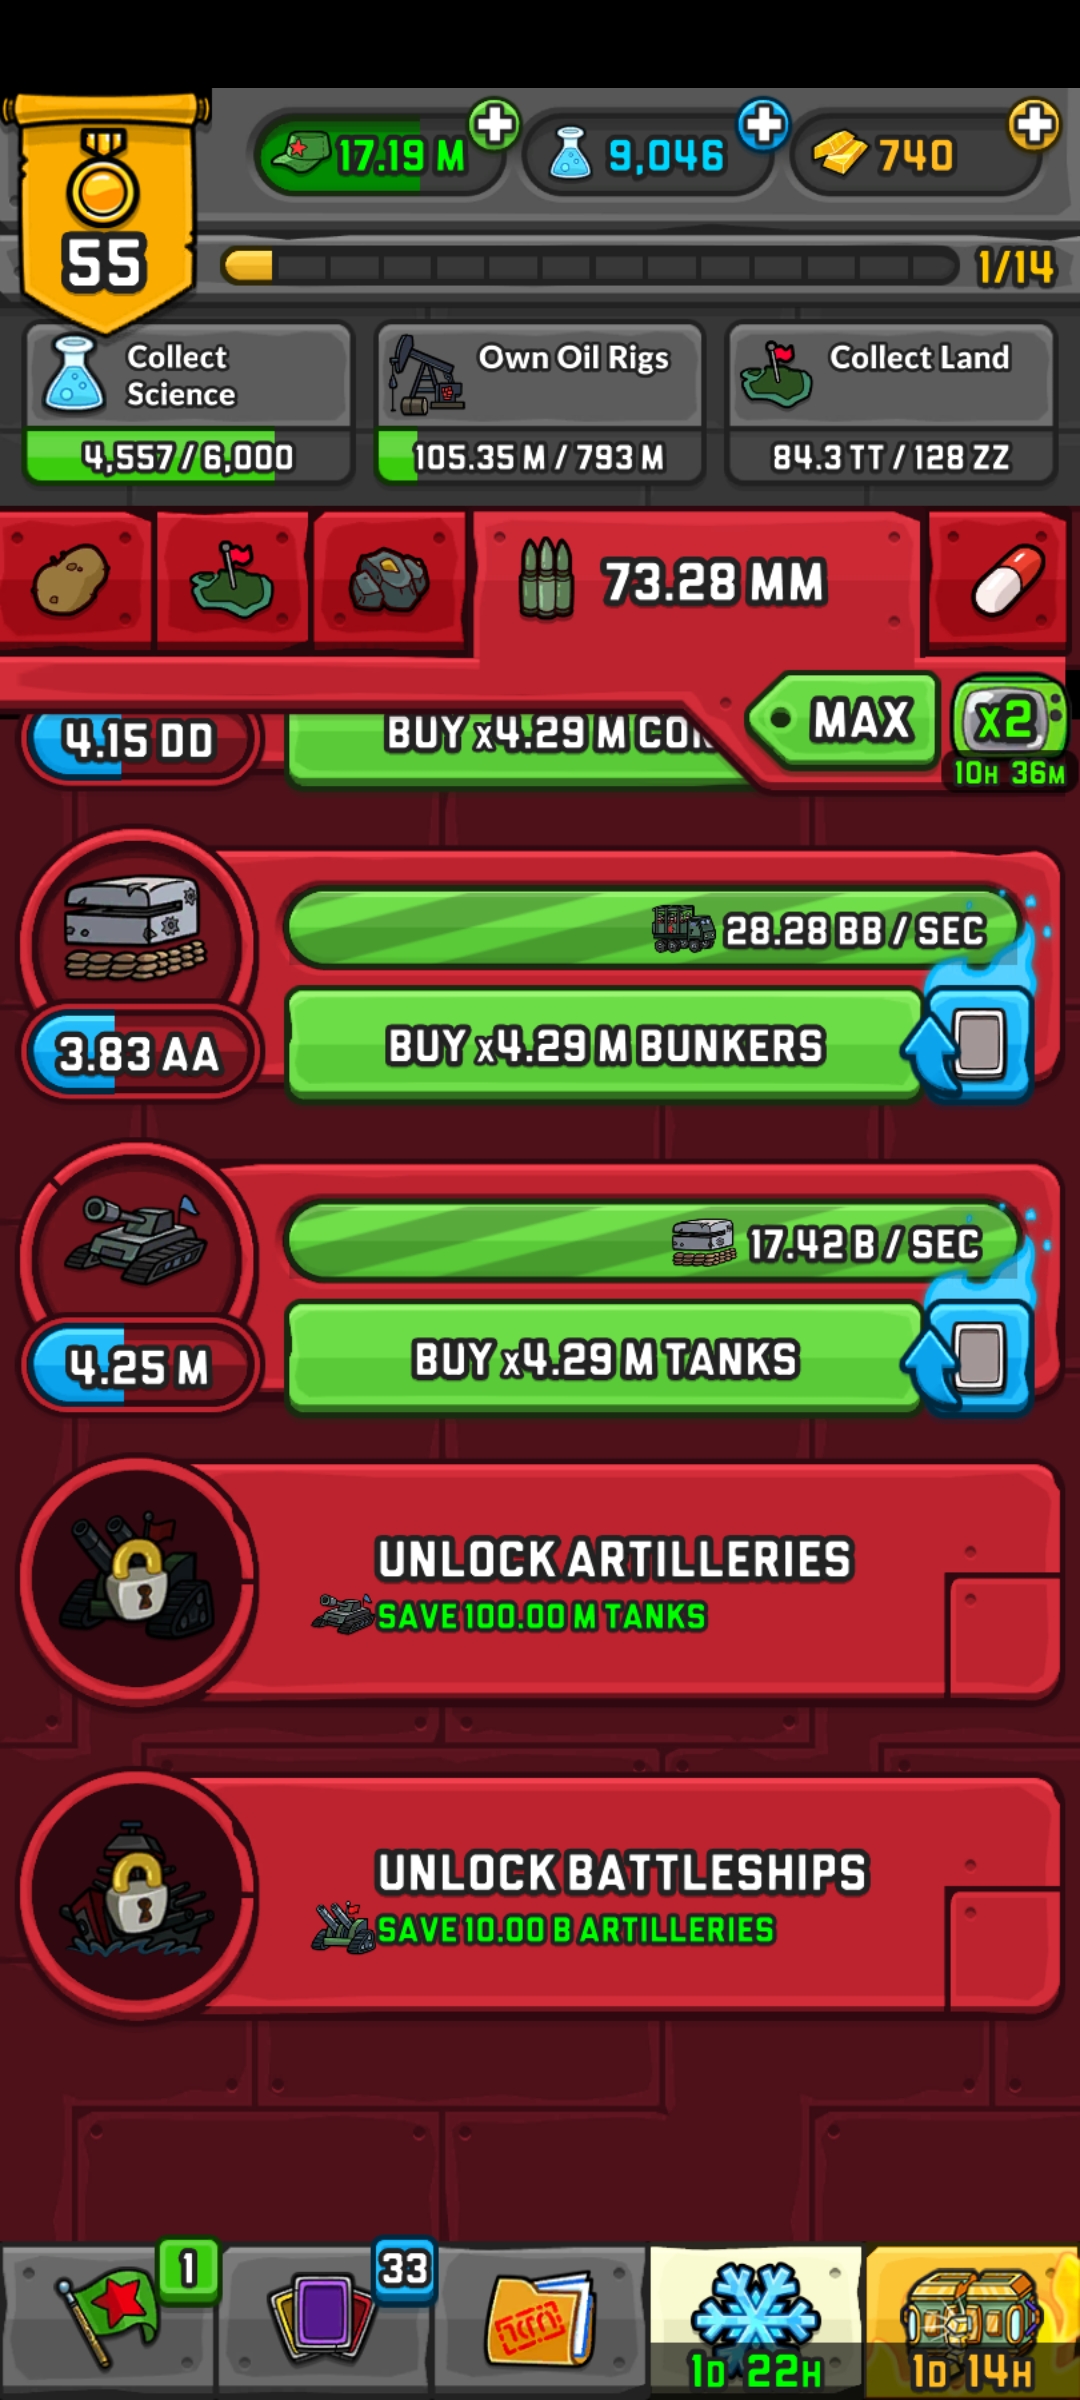 55
17.19 M
9,046
740
1/14
Collect
Science
4,557/6,000
Own Oil Rigs
105.35 M / 793 M
Collect Land
84.3 TT / 128 ZZ
73.28 MM
MAX
x2
10H 36M
4.15 DD
BUY x4.29 M
28.28 BB / SEC
3.83 AA
BUY x4.29 M BUNKERS
17.42 B / SEC
4.25 M
BUY x4.29 M TANKS
UNLOCK ARTILLERIES
SAVE 100.00 M TANKS
UNLOCK BATTLESHIPS
SAVE 10.00 B ARTILLERIES
1
33
1D 22H
1D 14H